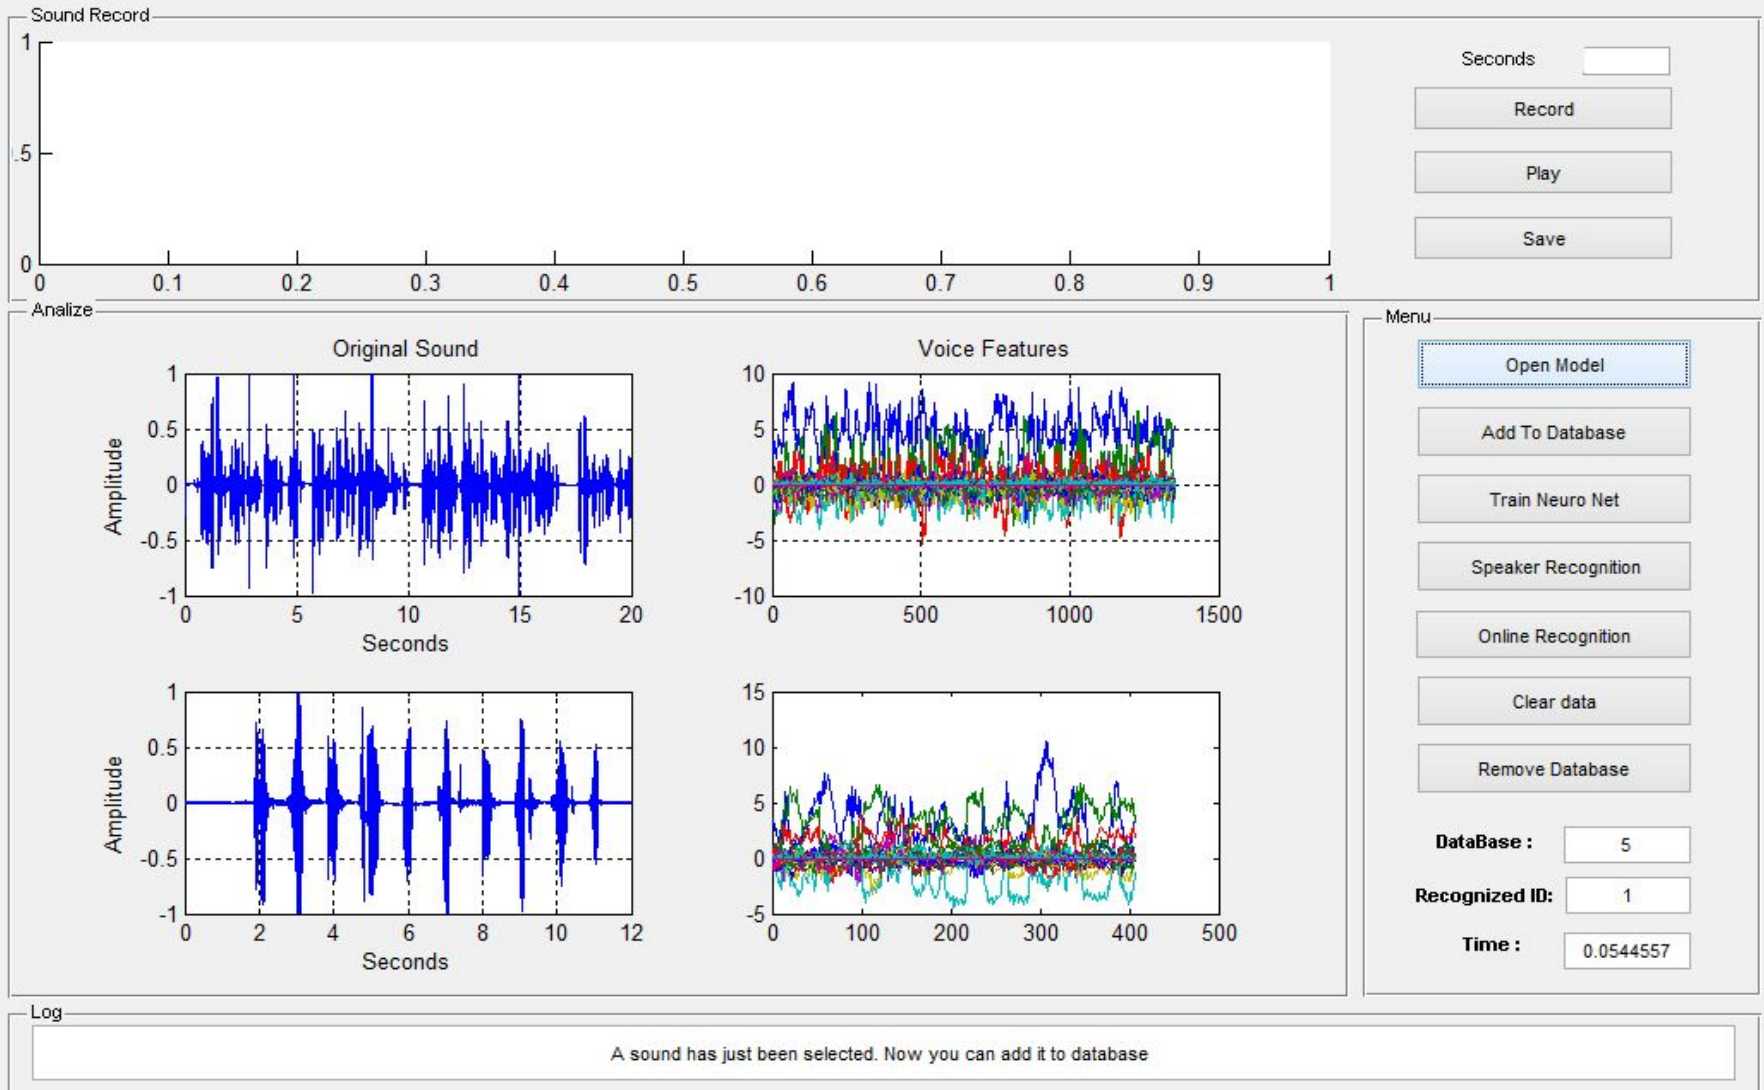 Sound Record
1
.5
0
0 0.1 0.2 0.3 0.4 0.5 0.6 0.7 0.8 0.9 1
Seconds
Record
Play
Save
Analize
Original Sound
Amplitude
1
0.5
0
-0.5
-1
0 5 10 15 20
Seconds
Voice Features
10
5
0
-5
-10
0 500 1000 1500
Amplitude
1
0.5
0
-0.5
-1
0 2 4 6 8 10 12
Seconds
15
10
5
0
-5
0 100 200 300 400 500
Menu
Open Model
Add To Database
Train Neuro Net
Speaker Recognition
Online Recognition
Clear data
Remove Database
DataBase : 5
Recognized ID: 1
Time : 0.0544557
Log
A sound has just been selected. Now you can add it to database